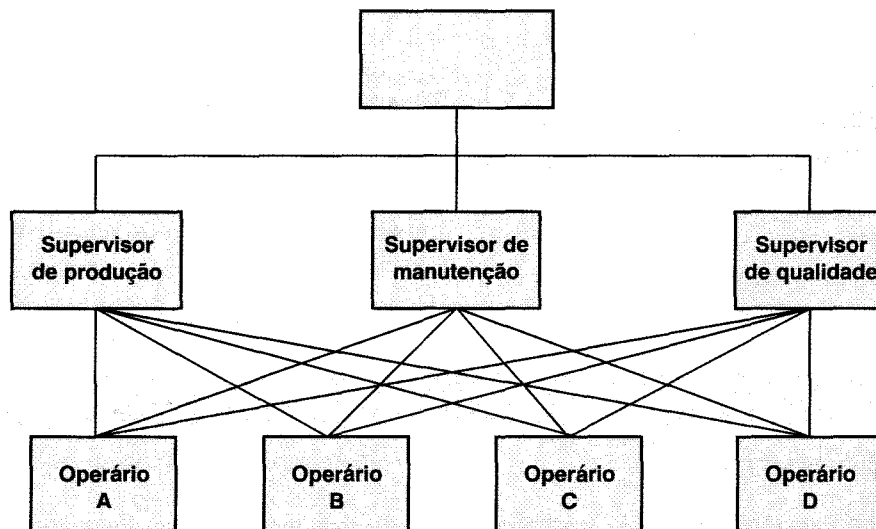 Supervisor
de produção
Supervisor de
manutenção
Supervisor
de qualidade
Operário
A
Operário
B
Operário
C
Operário
D